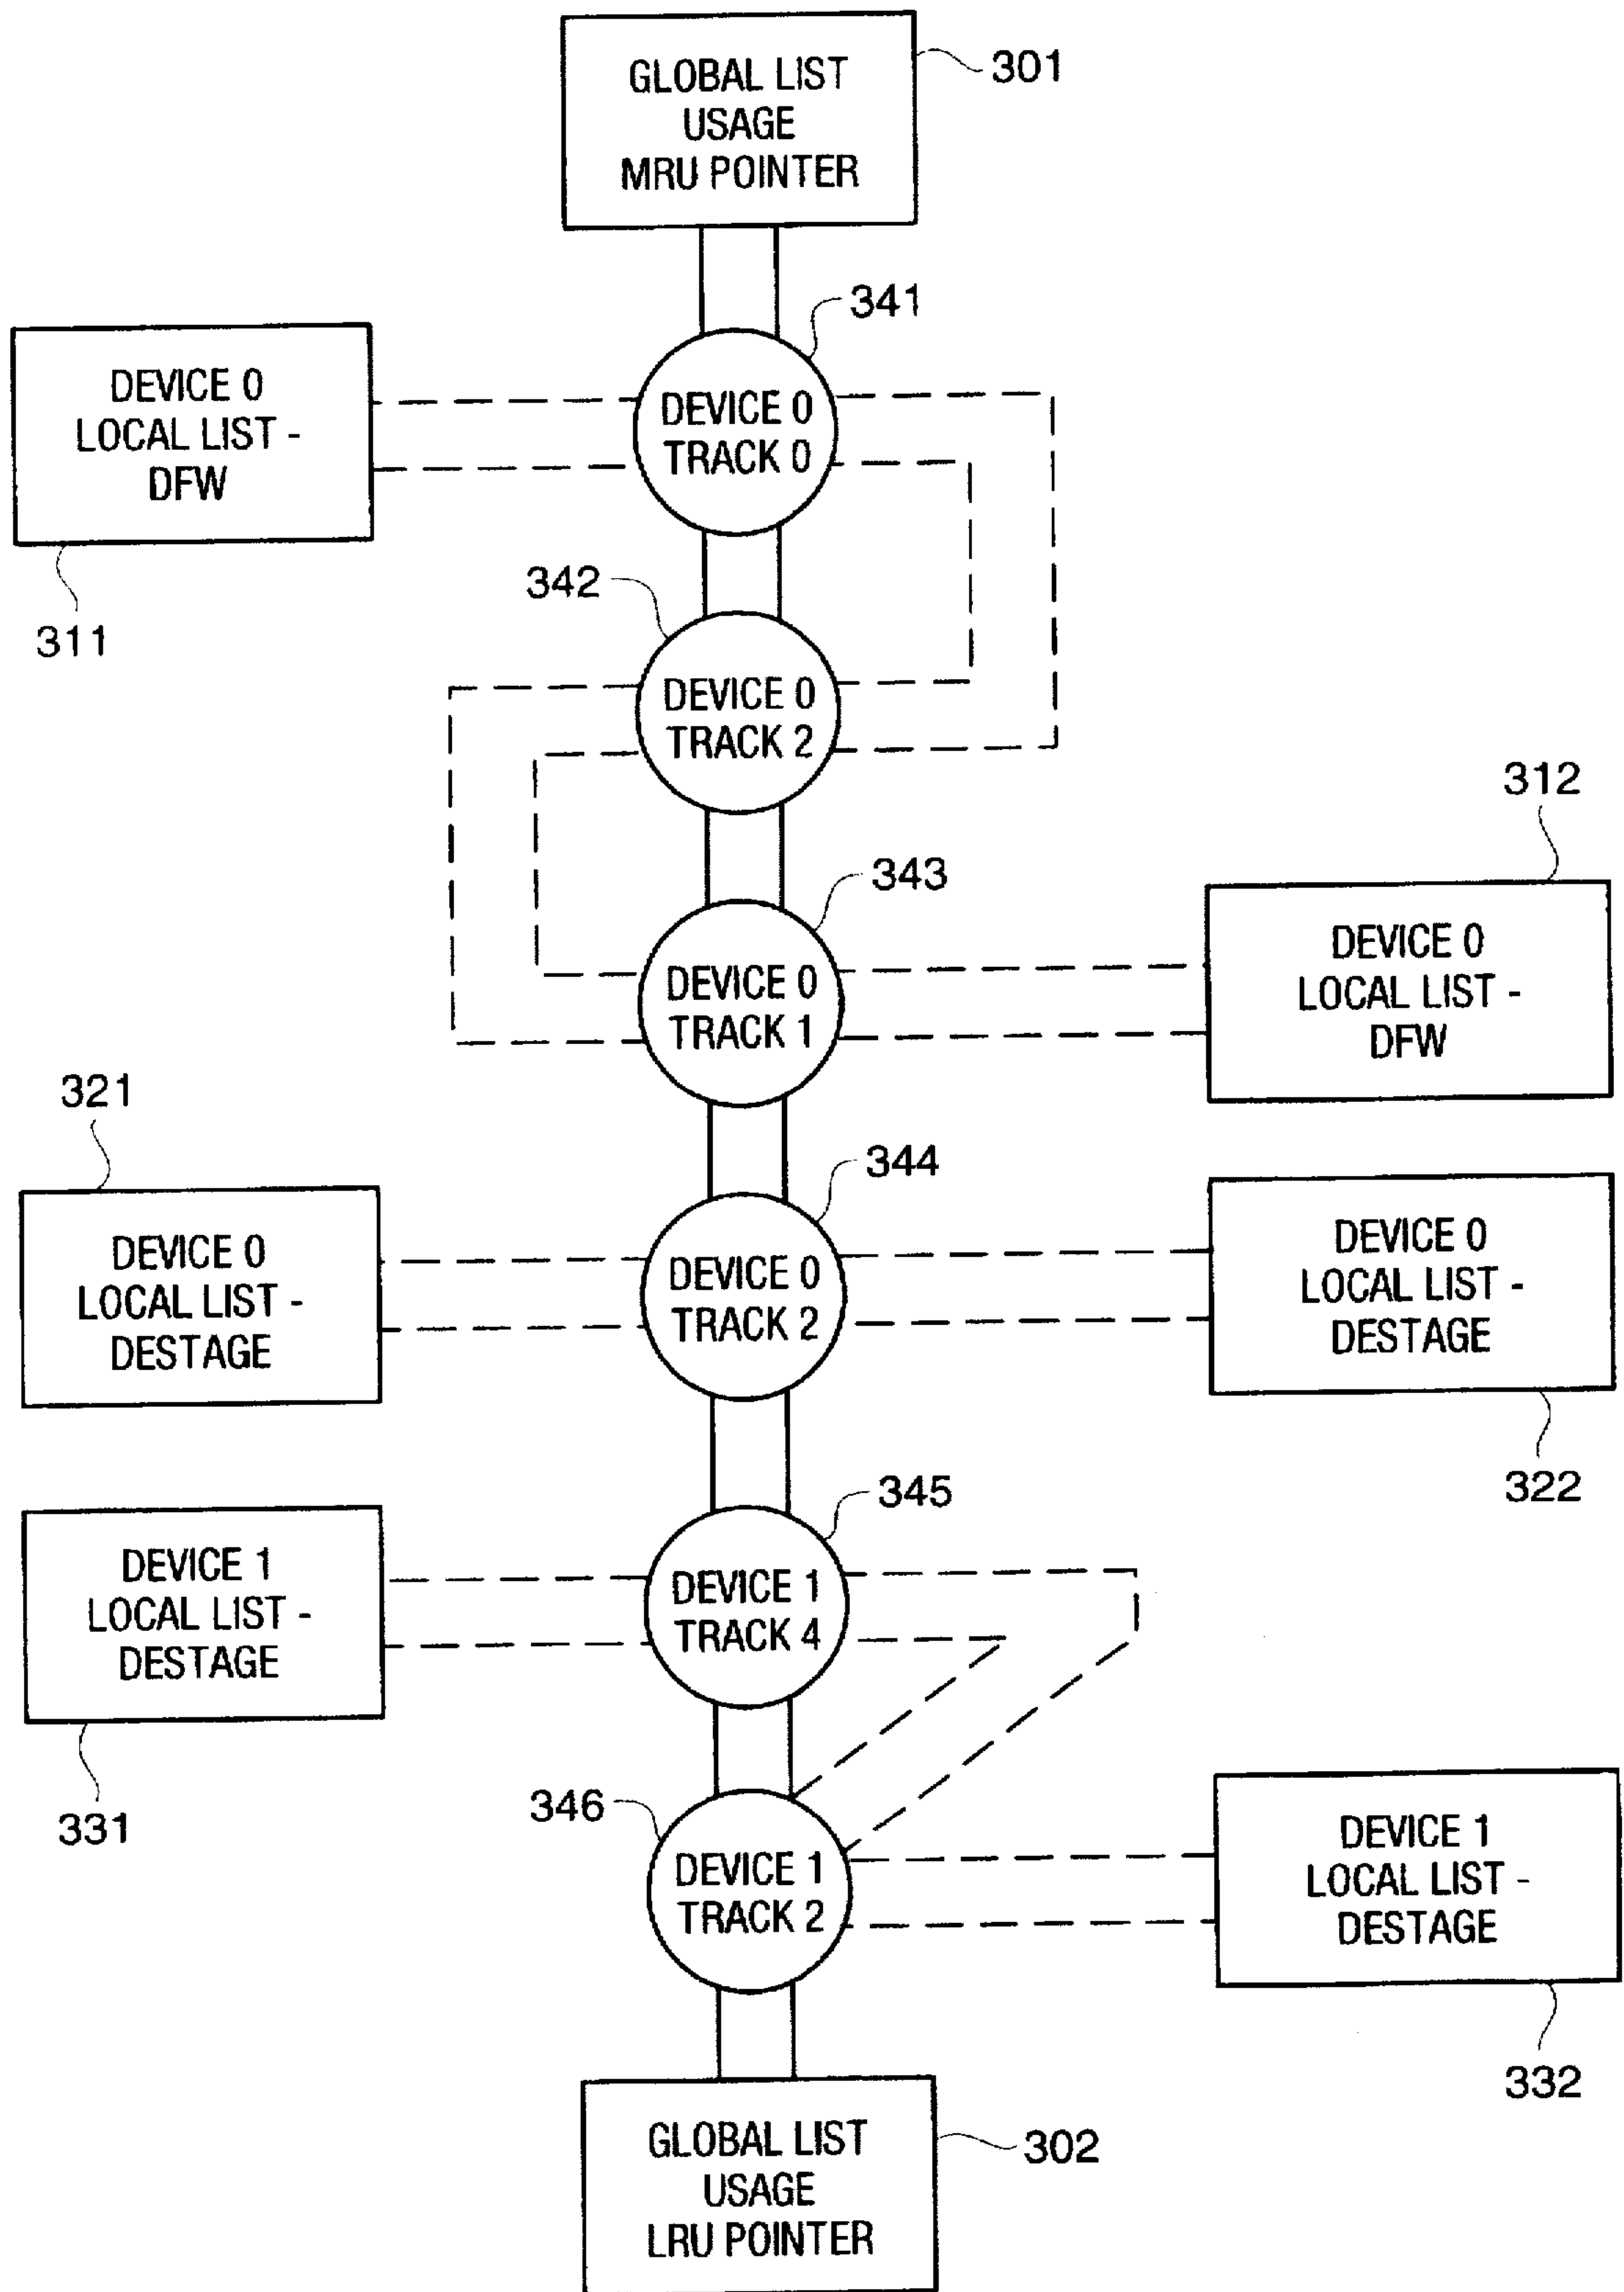 GLOBAL LIST
USAGE
MRU POINTER
301
341
DEVICE 0
LOCAL LIST -
DFW
311
DEVICE 0
TRACK 0
342
DEVICE 0
TRACK 2
312
343
DEVICE 0
TRACK 1
DEVICE 0
LOCAL LIST -
DFW
321
344
DEVICE 0
LOCAL LIST -
DESTAGE
DEVICE 0
TRACK 2
DEVICE 0
LOCAL LIST -
DESTAGE
322
345
DEVICE 1
LOCAL LIST -
DESTAGE
331
DEVICE 1
TRACK 4
346
DEVICE 1
TRACK 2
DEVICE 1
LOCAL LIST -
DESTAGE
332
GLOBAL LIST
USAGE
LRU POINTER
302